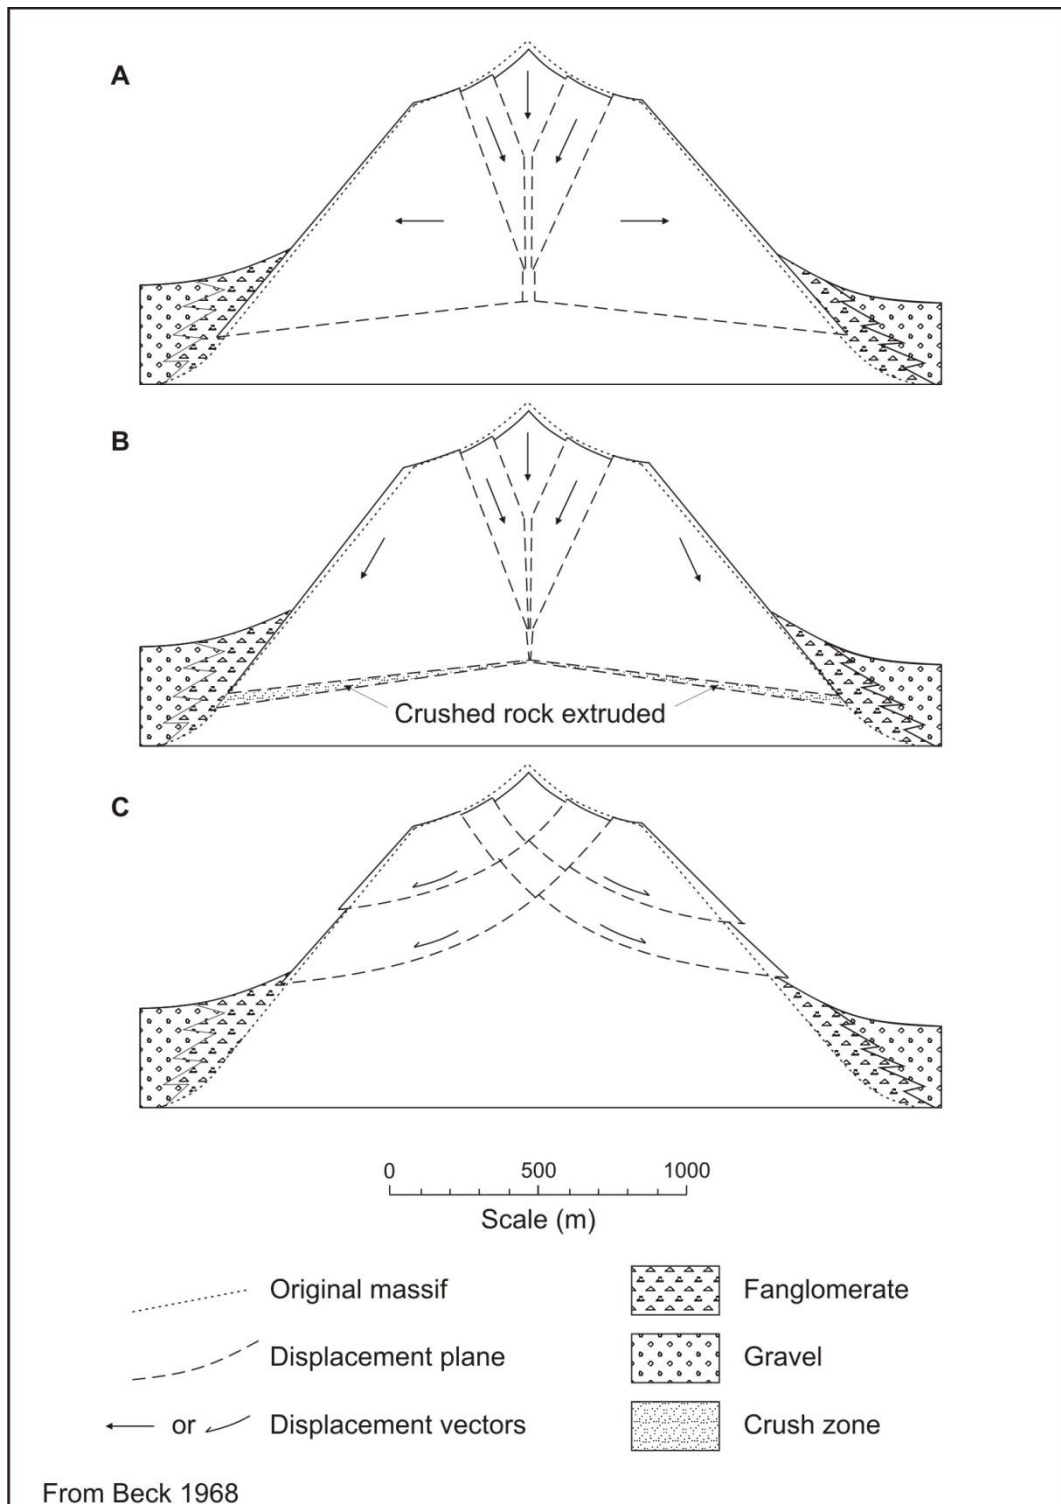 A
B
Crushed rock extruded
C
0 500 1000
Scale (m)
Original massif
Fanglomerate
Displacement plane
Gravel
or Displacement vectors
Crush zone
From Beck 1968